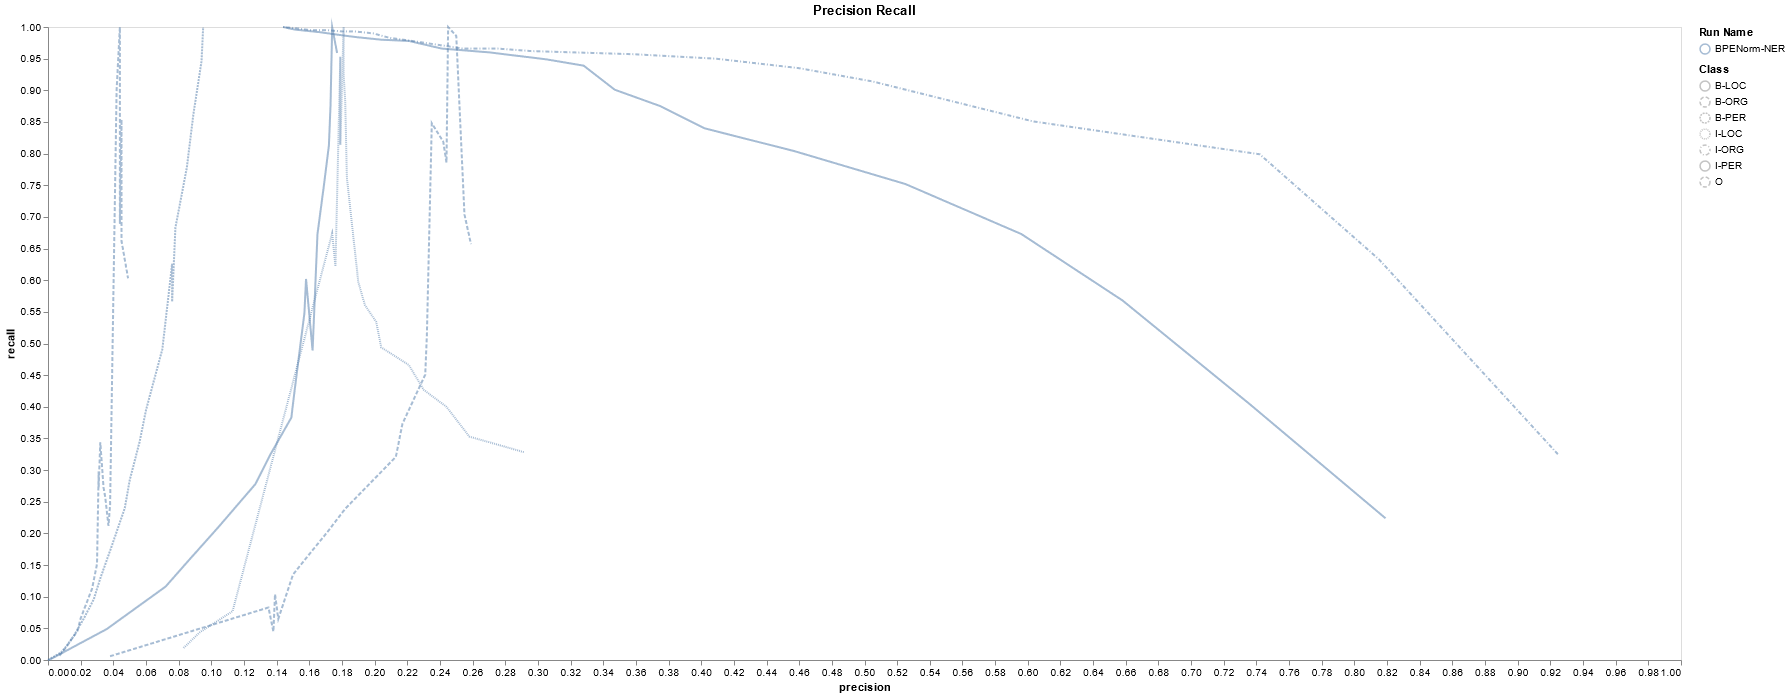 Precision Recall
1.00
0.95
0.90
0.85
0.80
0.75
0.70
0.65
0.60
0.55
0.50
0.45
0.40
0.35
0.30
0.25
0.20
0.15
0.10
0.05
0.00
recall
0.00 0.02 0.04 0.06 0.08 0.10 0.12 0.14 0.16 0.18 0.20 0.22 0.24 0.26 0.28 0.30 0.32 0.34 0.36 0.38 0.40 0.42 0.44 0.46 0.48 0.50 0.52 0.54 0.56 0.58 0.60 0.62 0.64 0.66 0.68 0.70 0.72 0.74 0.76 0.78 0.80 0.82 0.84 0.86 0.88 0.90 0.92 0.94 0.96 0.98 1.00
precision
Run Name
BPENorm-NER
Class
B-LOC
B-ORG
B-PER
I-LOC
I-ORG
I-PER
O